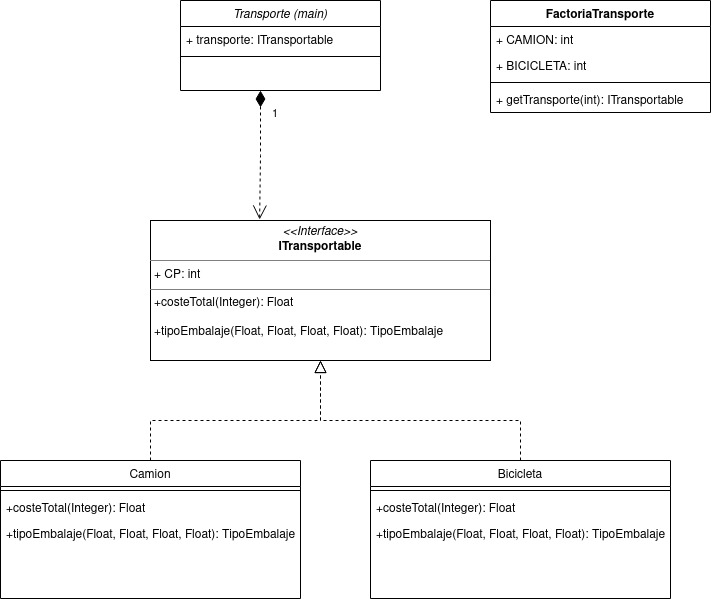 Transporte (main)
+ transporte: ITransportable
FactoriaTransporte
+ CAMION: int
+ BICICLETA: int
+ getTransporte(int): ITransportable
1
<<Interface>>
ITransportable
+ CP: int
+costeTotal(Integer): Float
+tipoEmbalaje(Float, Float, Float, Float): TipoEmbalaje
Camion
+costeTotal(Integer): Float
+tipoEmbalaje(Float, Float, Float, Float): TipoEmbalaje
Bicicleta
+costeTotal(Integer): Float
+tipoEmbalaje(Float, Float, Float, Float): TipoEmbalaje